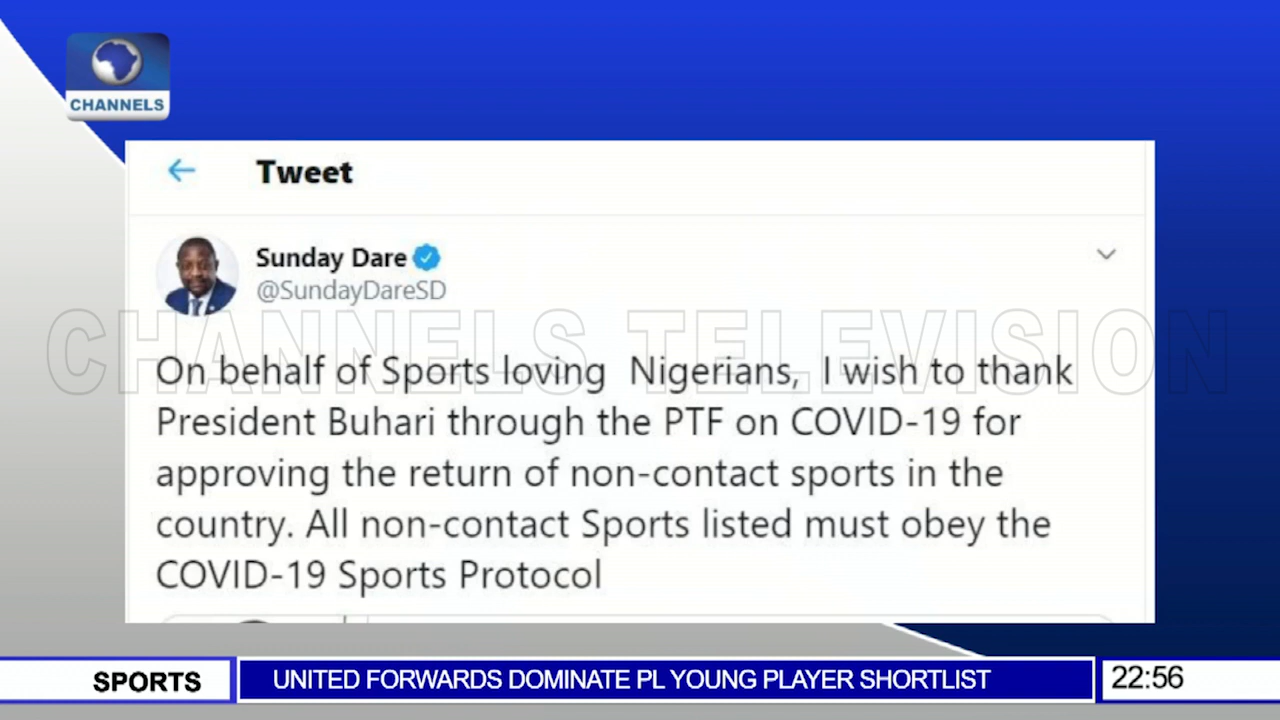 CHANNELS
Tweet
Sunday Dare
@SundayDareSD
CHANNELS TELEVISION
On behalf of Sports loving Nigerians, I wish to thank
President Buhari through the PTF on COVID-19 for
approving the return of non-contact sports in the
country. All non-contact Sports listed must obey the
COVID-19 Sports Protocol
SPORTS
UNITED FORWARDS DOMINATE PL YOUNG PLAYER SHORTLIST
22:56